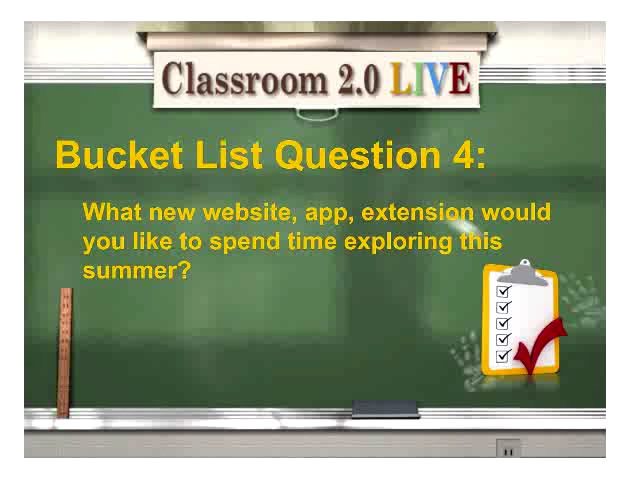 Classroom 2.0 LIVE
Bucket List Question 4:
What new website, app, extension would
you like to spend time exploring this
summer?